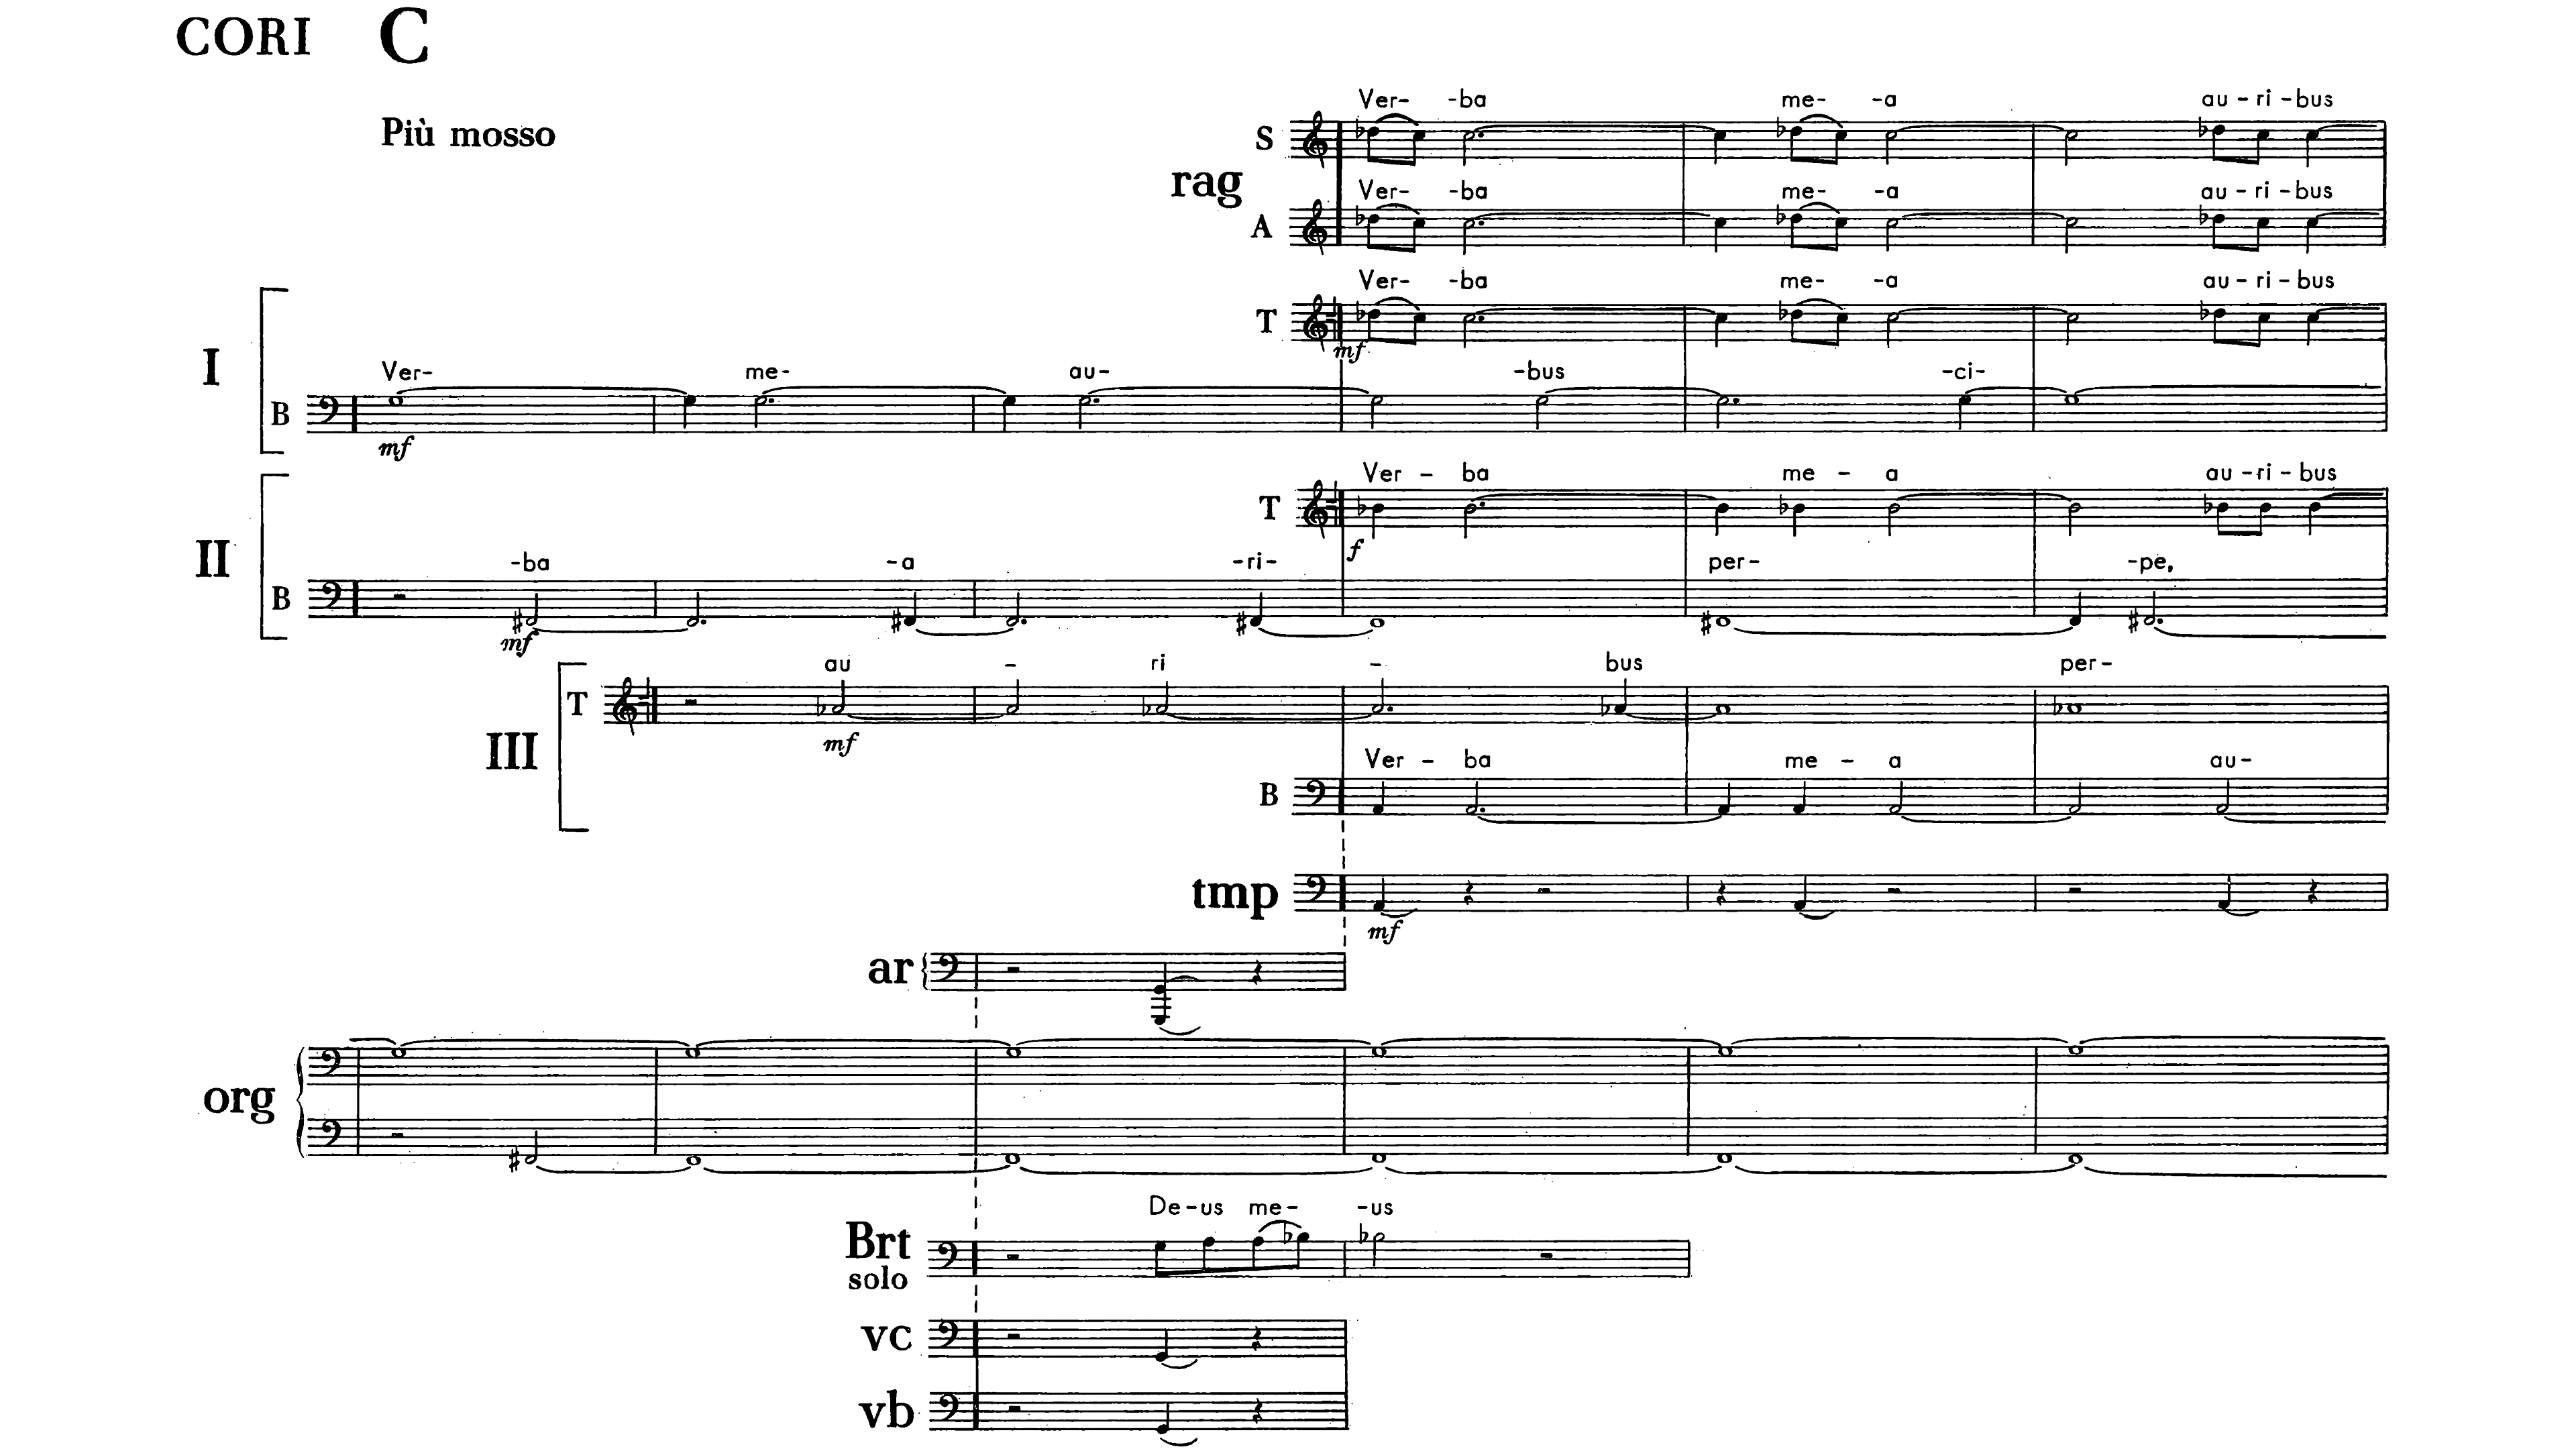 CORI C
Più mosso
Ver- -ba me- -a au-ri-bus
S
rag
Ver- -ba me- -a au-ri-bus
A
Ver- -ba me- -a au-ri-bus
T
mf
I
Ver- me- au- -bus -ci-
B
mf
Ver - ba me - a au-ri-bus
T
f
II
-ba -a -ri- per- -pe,
B
mf
au - ri - bus per-
T
mf
III
Ver - ba me - a au-
B
tmp
mf
ar
org
De-us me- -us
Brt
solo
vc
vb